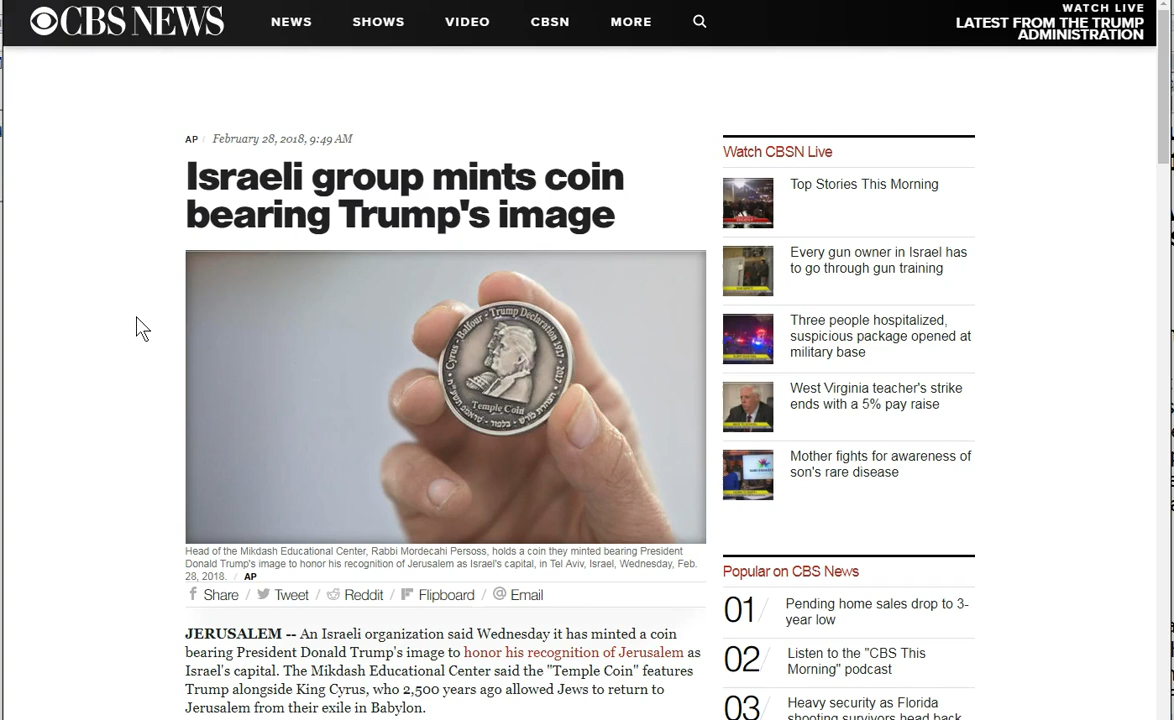 CBS NEWS
NEWS
SHOWS
VIDEO
CBSN
MORE
WATCH LIVE
LATEST FROM THE TRUMP
ADMINISTRATION
AP / February 28, 2018, 9:49 AM
Israeli group mints coin
bearing Trump's image
Cyrus - Balfour - Trump Declaration 1917 - 2017
Temple Coin
Head of the Mikdash Educational Center, Rabbi Mordecahi Persoss, holds a coin they minted bearing President
Donald Trump's image to honor his recognition of Jerusalem as Israel's capital, in Tel Aviv, Israel, Wednesday, Feb.
28, 2018. / AP
Share / Tweet / Reddit / Flipboard / Email
JERUSALEM -- An Israeli organization said Wednesday it has minted a coin
bearing President Donald Trump's image to honor his recognition of Jerusalem as
Israel's capital. The Mikdash Educational Center said the "Temple Coin" features
Trump alongside King Cyrus, who 2,500 years ago allowed Jews to return to
Jerusalem from their exile in Babylon.
Watch CBSN Live
Top Stories This Morning
Every gun owner in Israel has
to go through gun training
Three people hospitalized,
suspicious package opened at
military base
West Virginia teacher's strike
ends with a 5% pay raise
Mother fights for awareness of
son's rare disease
Popular on CBS News
01/ Pending home sales drop to 3-
year low
02/ Listen to the "CBS This
Morning" podcast
03/ Heavy security as Florida
shooting survivors head back